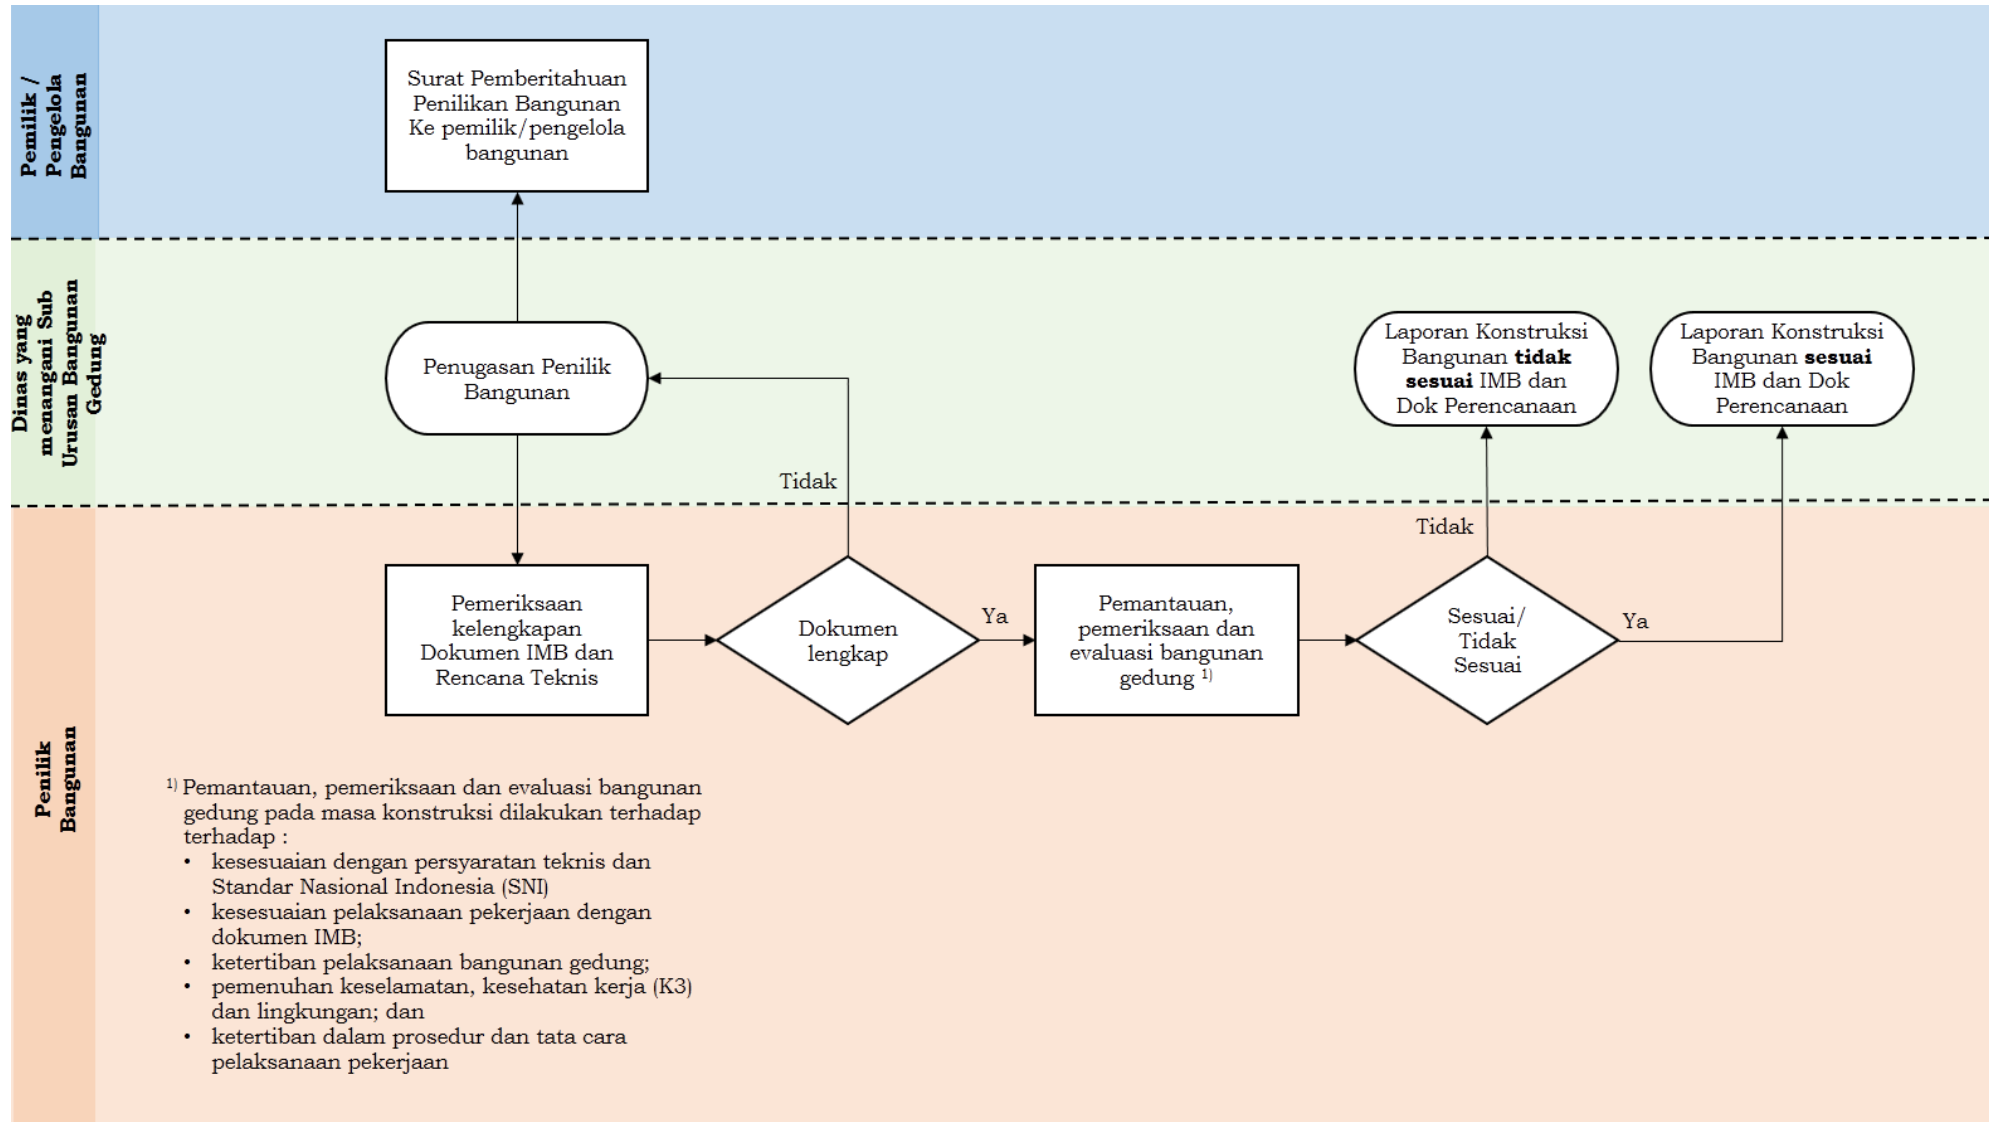 Pemilik /
Pengelola
Bangunan
Surat Pemberitahuan
Penilikan Bangunan
Ke pemilik/pengelola
bangunan
Dinas yang
menangani Sub
Urusan Bangunan
Gedung
Penugasan Penilik
Bangunan
Laporan Konstruksi
Bangunan tidak
sesuai IMB dan
Dok Perencanaan
Laporan Konstruksi
Bangunan sesuai
IMB dan Dok
Perencanaan
Tidak
Tidak
Penilik
Bangunan
Pemeriksaan
kelengkapan
Dokumen IMB dan
Rencana Teknis
Dokumen
lengkap
Ya
Pemantauan,
pemeriksaan dan
evaluasi bangunan
gedung 1)
Sesuai/
Tidak
Sesuai
Ya
1) Pemantauan, pemeriksaan dan evaluasi bangunan
gedung pada masa konstruksi dilakukan terhadap
terhadap :
• kesesuaian dengan persyaratan teknis dan
Standar Nasional Indonesia (SNI)
• kesesuaian pelaksanaan pekerjaan dengan
dokumen IMB;
• ketertiban pelaksanaan bangunan gedung;
• pemenuhan keselamatan, kesehatan kerja (K3)
dan lingkungan; dan
• ketertiban dalam prosedur dan tata cara
pelaksanaan pekerjaan